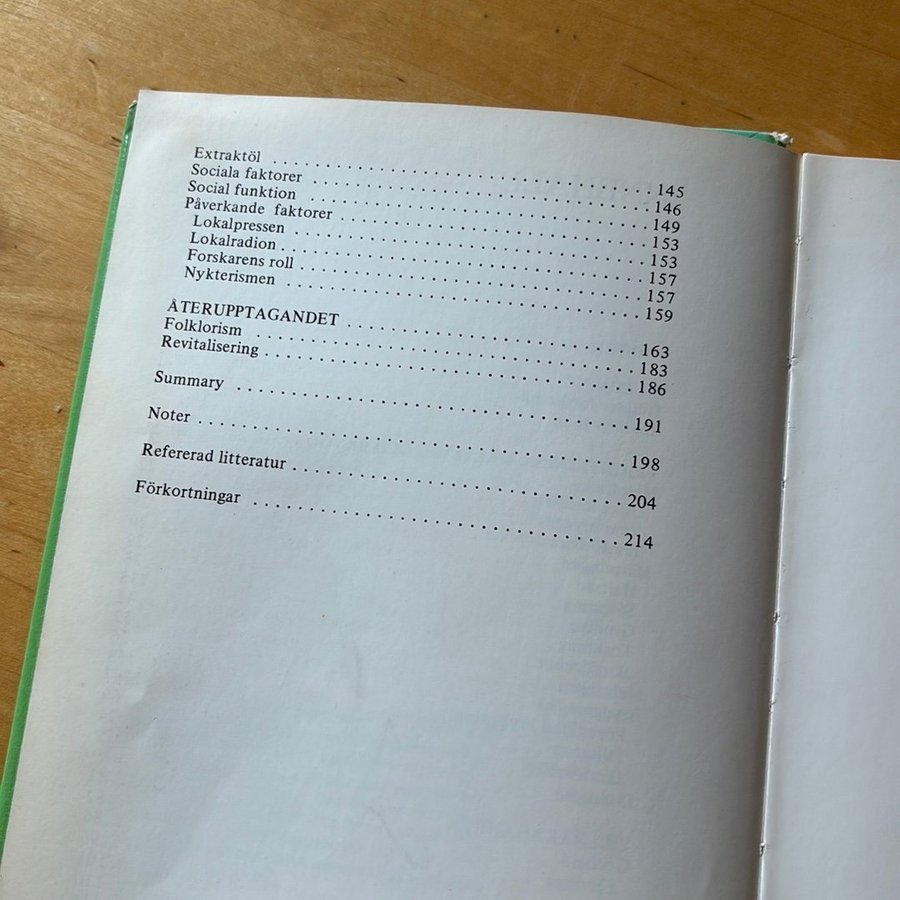 Extraktöl . . . . . . . . . . . . . . . . . . . . . . . . . . . . . . 145
Sociala faktorer . . . . . . . . . . . . . . . . . . . . . . . . . . . 146
Social funktion . . . . . . . . . . . . . . . . . . . . . . . . . . . 149
Påverkande faktorer . . . . . . . . . . . . . . . . . . . . . . . . 153
Lokalpressen . . . . . . . . . . . . . . . . . . . . . . . . . . . . 153
Lokalradion . . . . . . . . . . . . . . . . . . . . . . . . . . . . . 157
Forskarens roll . . . . . . . . . . . . . . . . . . . . . . . . . . . 157
Nykterismen . . . . . . . . . . . . . . . . . . . . . . . . . . . . 159
ÅTERUPPTAGANDET . . . . . . . . . . . . . . . . . . . . . . . 163
Folklorism . . . . . . . . . . . . . . . . . . . . . . . . . . . . . . 183
Revitalisering . . . . . . . . . . . . . . . . . . . . . . . . . . . . 186
Summary . . . . . . . . . . . . . . . . . . . . . . . . . . . . . . . 191
Noter . . . . . . . . . . . . . . . . . . . . . . . . . . . . . . . . . 198
Refererad litteratur . . . . . . . . . . . . . . . . . . . . . . . . . 204
Förkortningar . . . . . . . . . . . . . . . . . . . . . . . . . . . . 214